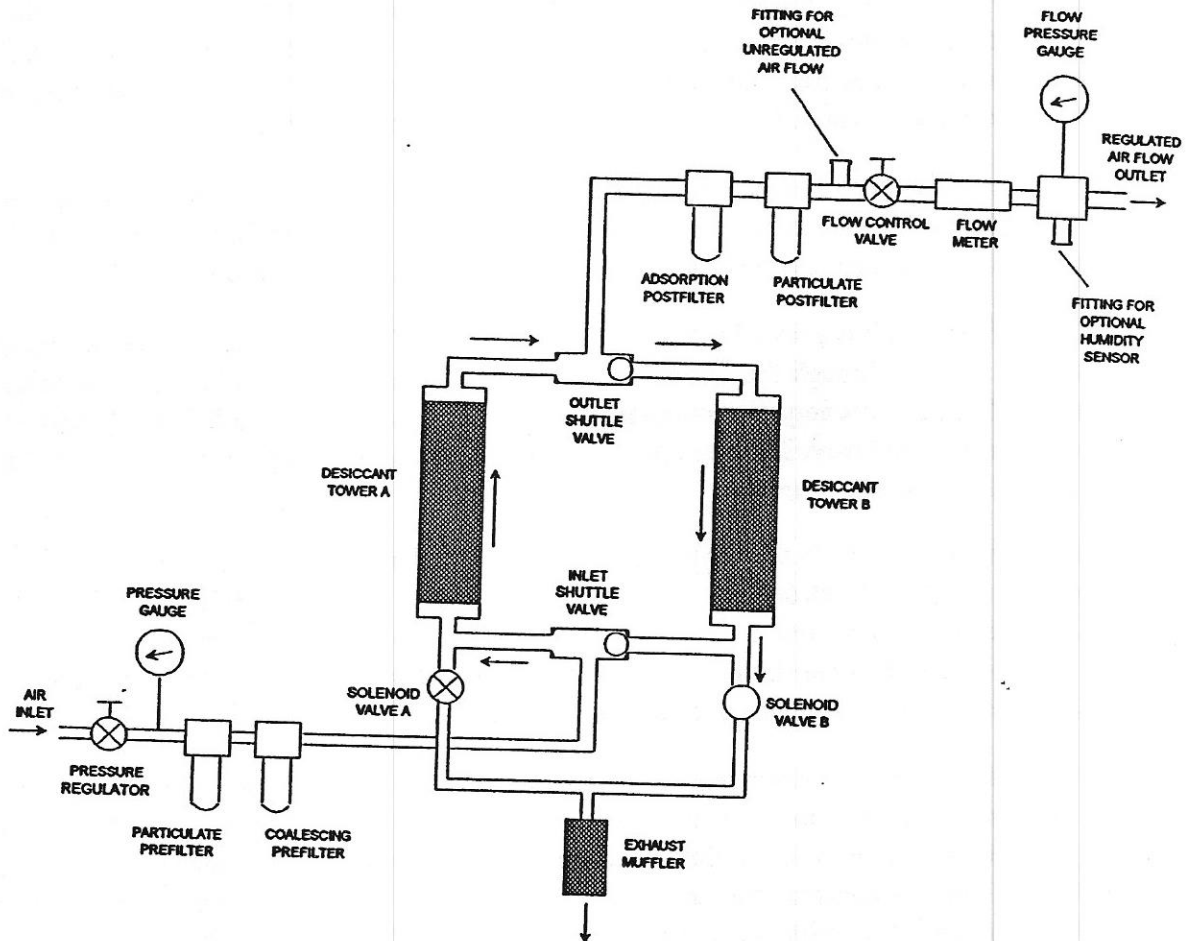 FITTING FOR
OPTIONAL
UNREGULATED
AIR FLOW
FLOW
PRESSURE
GAUGE
REGULATED
AIR FLOW
OUTLET
FLOW CONTROL
VALVE
FLOW
METER
ADSORPTION
POSTFILTER
PARTICULATE
POSTFILTER
FITTING FOR
OPTIONAL
HUMIDITY
SENSOR
OUTLET
SHUTTLE
VALVE
DESICCANT
TOWER A
DESICCANT
TOWER B
INLET
SHUTTLE
VALVE
PRESSURE
GAUGE
AIR
INLET
SOLENOID
VALVE A
SOLENOID
VALVE B
PRESSURE
REGULATOR
PARTICULATE
PREFILTER
COALESCING
PREFILTER
EXHAUST
MUFFLER